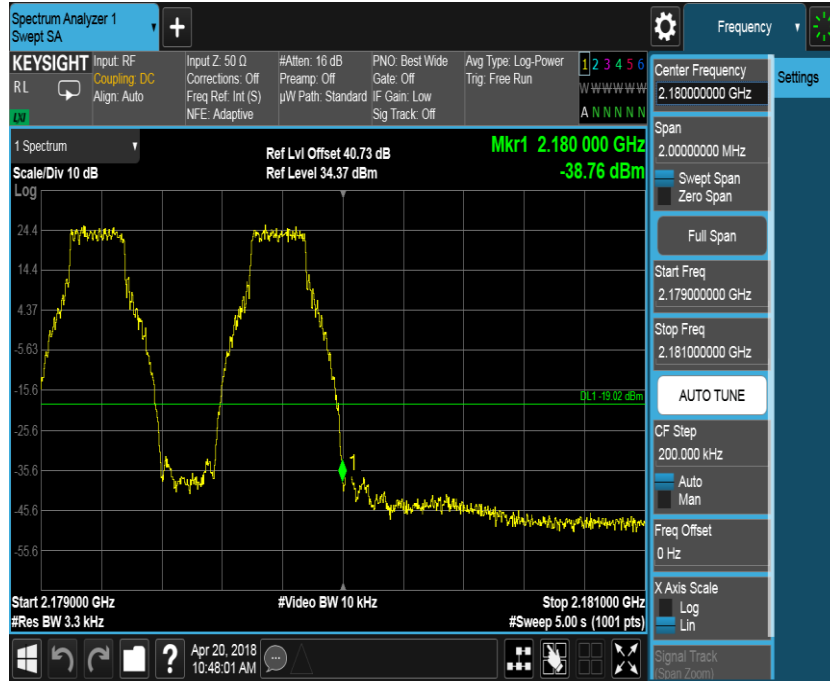 Spectrum Analyzer 1
Swept SA
+
Frequency
KEYSIGHT
RL
LXI
Input: RF
Coupling: DC
Align: Auto
Input Z: 50 Ω
Corrections: Off
Freq Ref: Int (S)
NFE: Adaptive
#Atten: 16 dB
Preamp: Off
µW Path: Standard
PNO: Best Wide
Gate: Off
IF Gain: Low
Sig Track: Off
Avg Type: Log-Power
Trig: Free Run
1 2 3 4 5 6
W W W W W W
A N N N N N
1 Spectrum
Scale/Div 10 dB
Log
Ref Lvl Offset 40.73 dB
Ref Level 34.37 dBm
Mkr1 2.180 000 GHz
-38.76 dBm
24.4
14.4
4.37
-5.63
-15.6
DL1 -19.02 dBm
-25.6
-35.6
1
-45.6
-55.6
Start 2.179000 GHz
#Video BW 10 kHz
Stop 2.181000 GHz
#Res BW 3.3 kHz
#Sweep 5.00 s (1001 pts)
Center Frequency
2.180000000 GHz
Settings
Span
2.00000000 MHz
Swept Span
Zero Span
Full Span
Start Freq
2.179000000 GHz
Stop Freq
2.181000000 GHz
AUTO TUNE
CF Step
200.000 kHz
Auto
Man
Freq Offset
0 Hz
X Axis Scale
Log
Lin
Signal Track
(Span Zoom)
?
Apr 20, 2018
10:48:01 AM